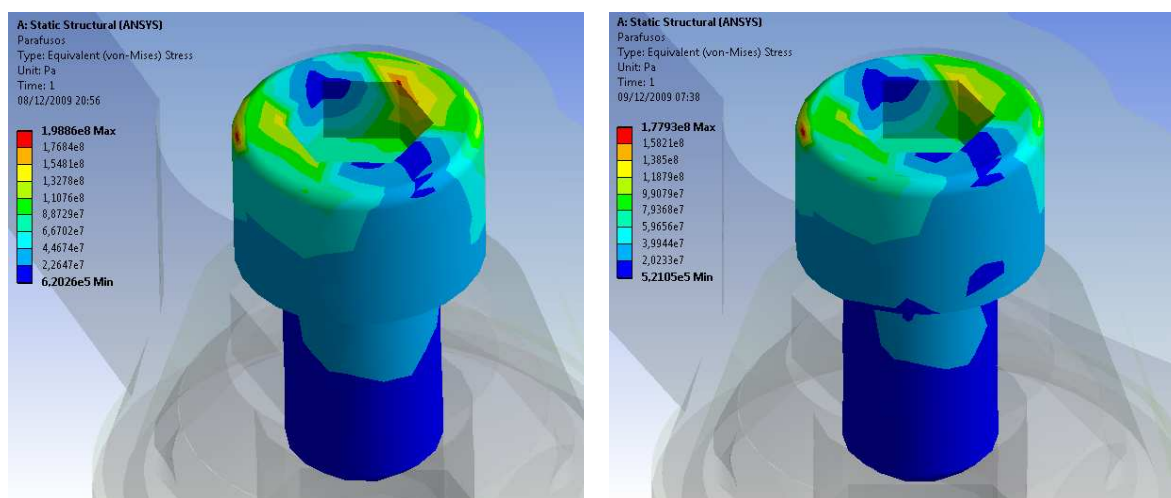 A: Static Structural (ANSYS)
Parafusos
Type: Equivalent (von-Mises) Stress
Unit: Pa
Time: 1
08/12/2009 20:56
1,9886e8 Max
1,7684e8
1,5481e8
1,3278e8
1,1076e8
8,8729e7
6,6702e7
4,4674e7
2,2647e7
6,2026e5 Min
A: Static Structural (ANSYS)
Parafusos
Type: Equivalent (von-Mises) Stress
Unit: Pa
Time: 1
09/12/2009 07:38
1,7793e8 Max
1,5821e8
1,385e8
1,1879e8
9,9079e7
7,9368e7
5,9656e7
3,9944e7
2,0233e7
5,2105e5 Min